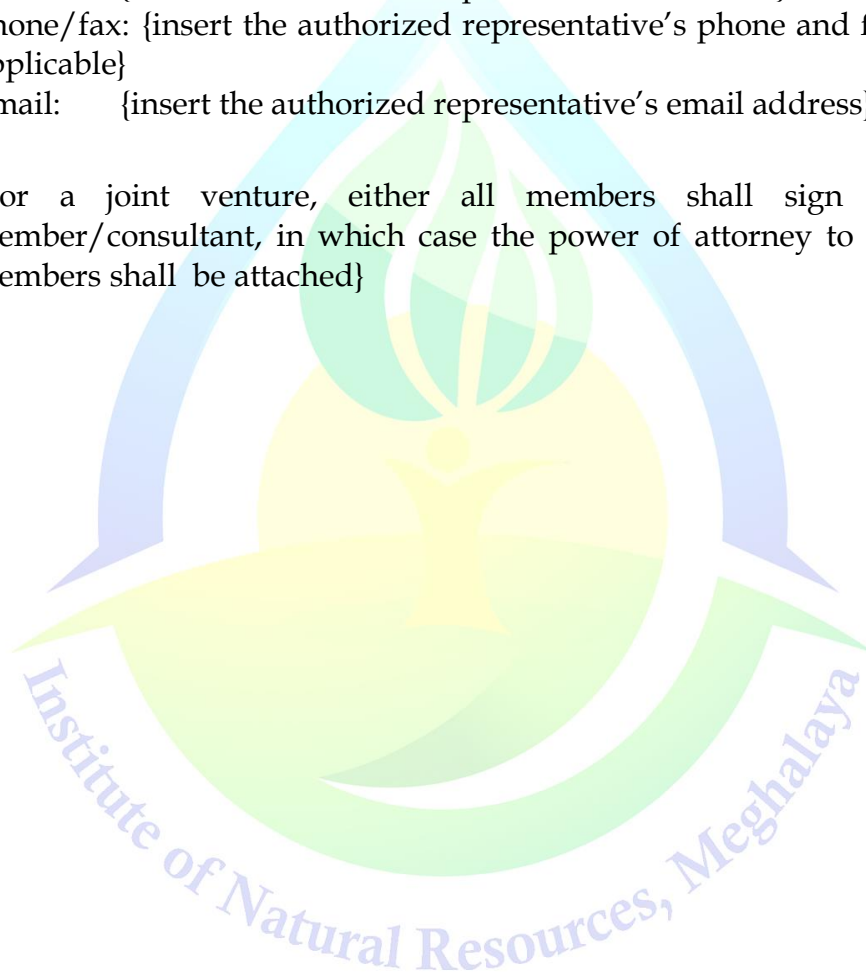 hone/fax: {insert the authorized representative's phone and f
pplicable}
mail: {insert the authorized representative's email address}
or a joint venture, either all members shall sign
ember/consultant, in which case the power of attorney to
embers shall be attached}
Institute of Natural Resources, Meghalaya